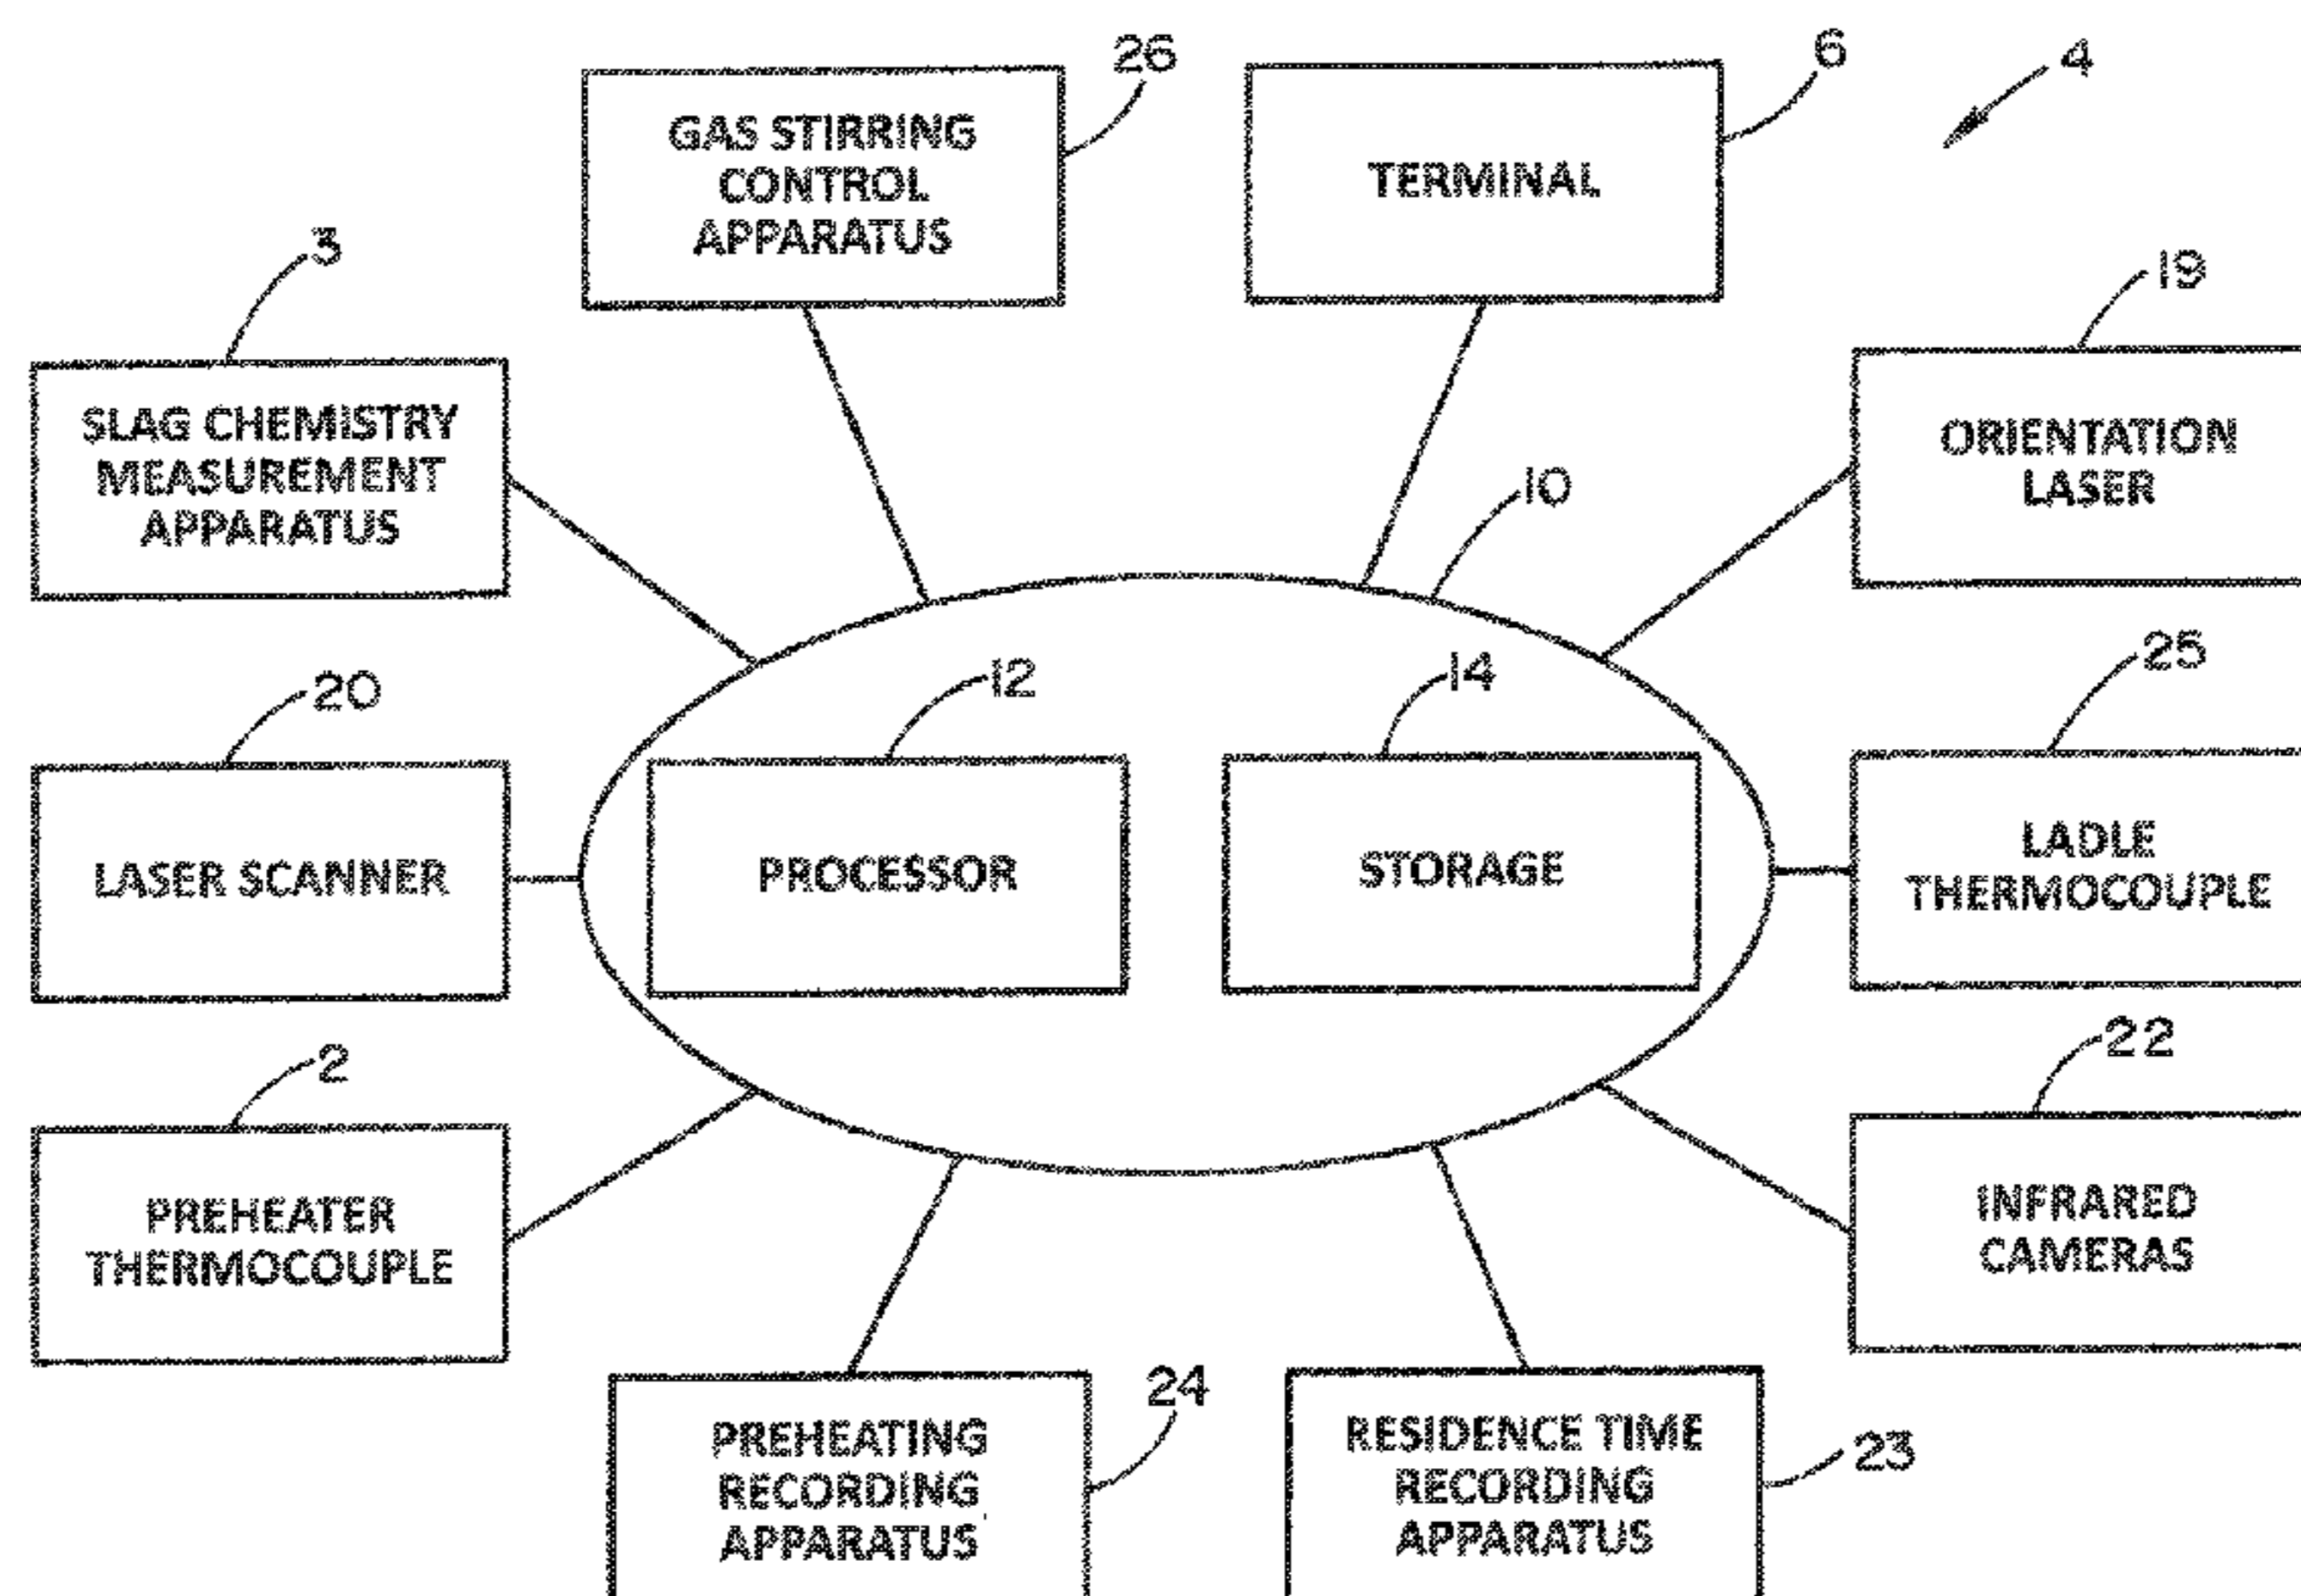 26
6
4
GAS STIRRING
CONTROL
APPARATUS
TERMINAL
3
19
SLAG CHEMISTRY
MEASUREMENT
APPARATUS
ORIENTATION
LASER
10
20
12
14
25
LASER SCANNER
PROCESSOR
STORAGE
LADLE
THERMOCOUPLE
2
22
PREHEATER
THERMOCOUPLE
INFRARED
CAMERAS
24
23
PREHEATING
RECORDING
APPARATUS
RESIDENCE TIME
RECORDING
APPARATUS